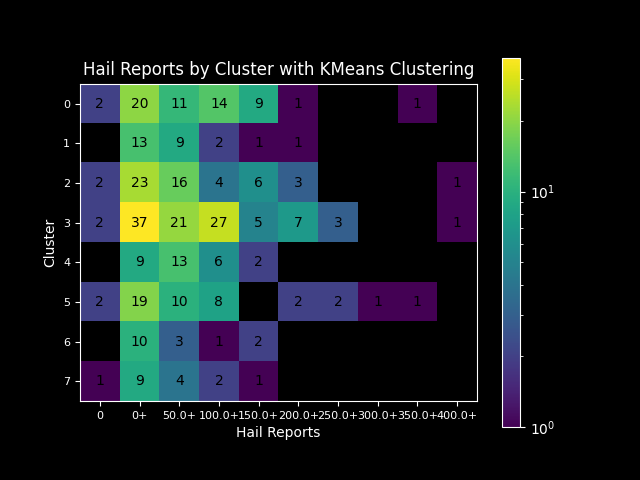 Hail Reports by Cluster with KMeans Clustering
0 2 20 11 14 9 1 1
1 13 9 2 1 1
2 2 23 16 4 6 3 1
3 2 37 21 27 5 7 3 1
4 9 13 6 2
5 2 19 10 8 2 2 1 1
6 10 3 1 2
7 1 9 4 2 1
0 0+ 50.0+ 100.0+ 150.0+ 200.0+ 250.0+ 300.0+ 350.0+ 400.0+
Hail Reports
Cluster
10¹
10⁰